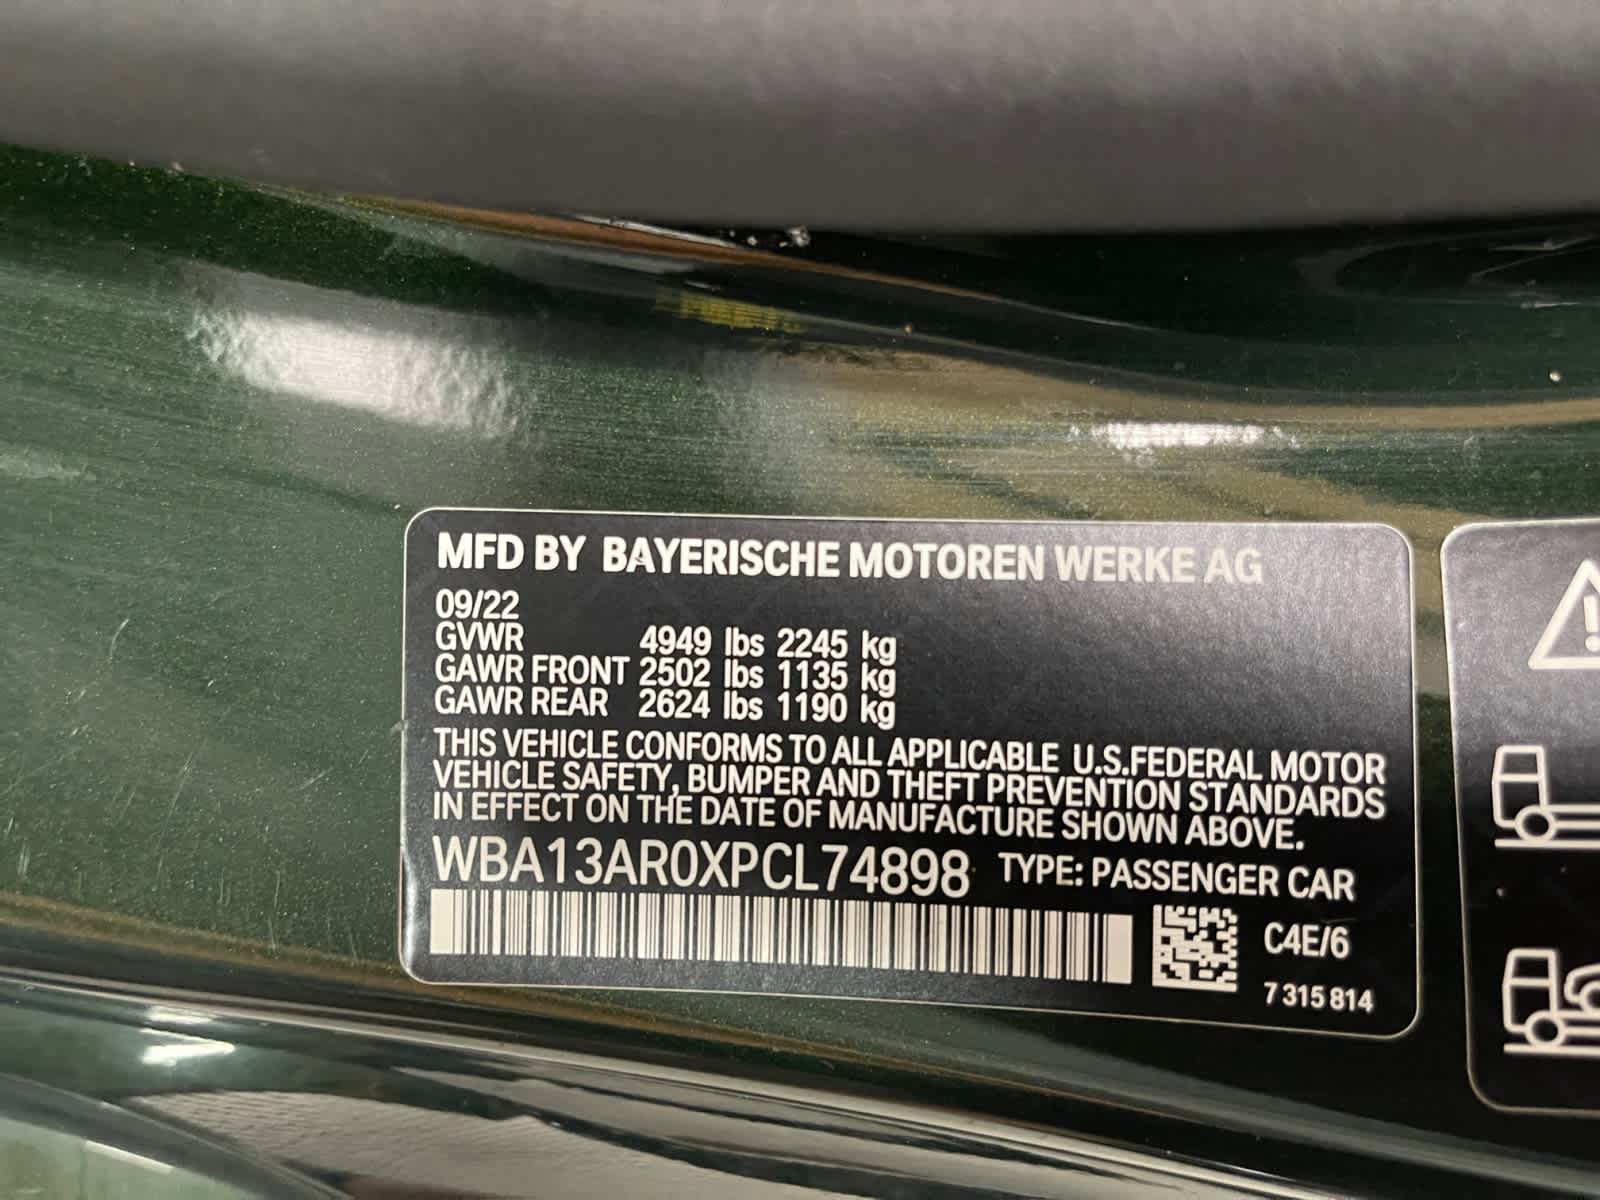 MFD BY BAYERISCHE MOTOREN WERKE AG
09/22
GVWR 4949 lbs 2245 kg
GAWR FRONT 2502 lbs 1135 kg
GAWR REAR 2624 lbs 1190 kg
THIS VEHICLE CONFORMS TO ALL APPLICABLE U.S.FEDERAL MOTOR
VEHICLE SAFETY, BUMPER AND THEFT PREVENTION STANDARDS
IN EFFECT ON THE DATE OF MANUFACTURE SHOWN ABOVE.
WBA13AR0XPCL74898 TYPE: PASSENGER CAR
C4E/6
7 315 814